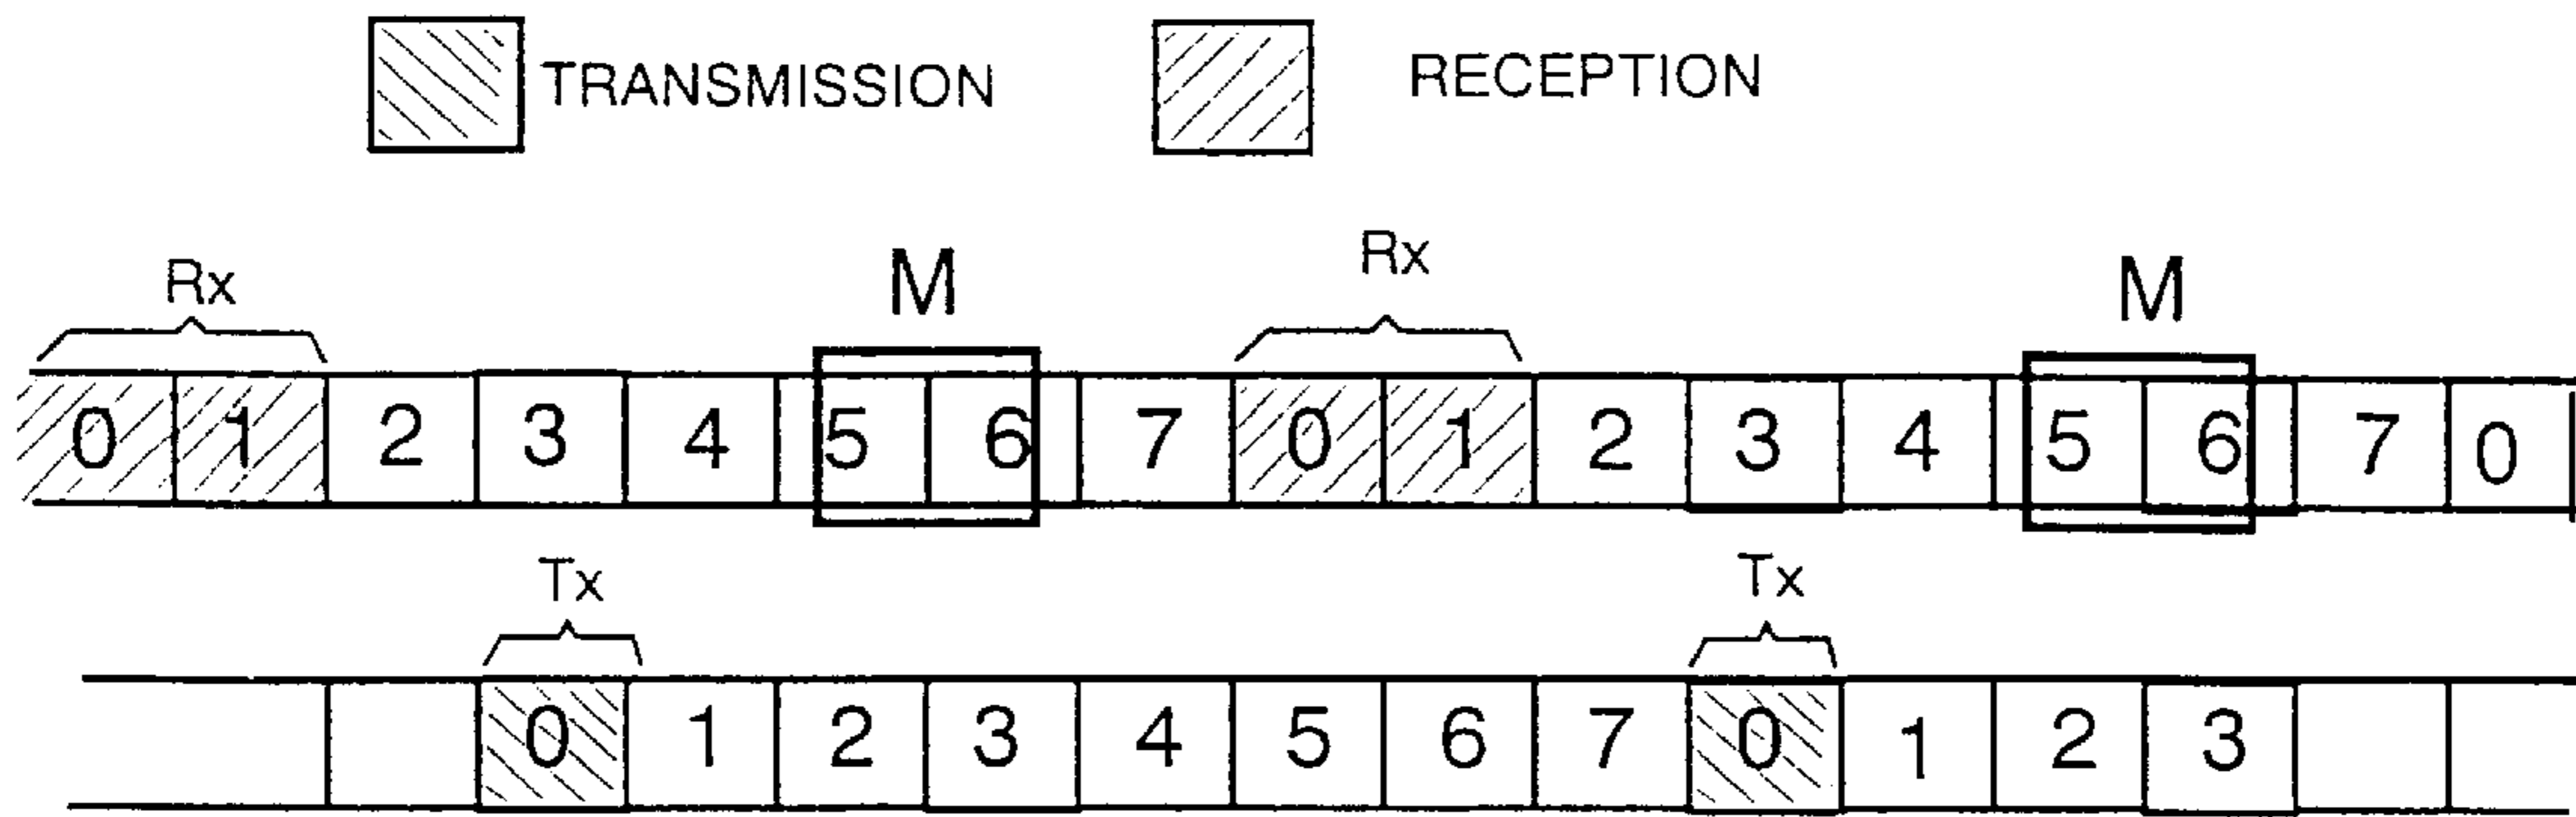 TRANSMISSION RECEPTION
Rx M Rx M
0 1 2 3 4 5 6 7 0 1 2 3 4 5 6 7 0
Tx Tx
0 1 2 3 4 5 6 7 0 1 2 3